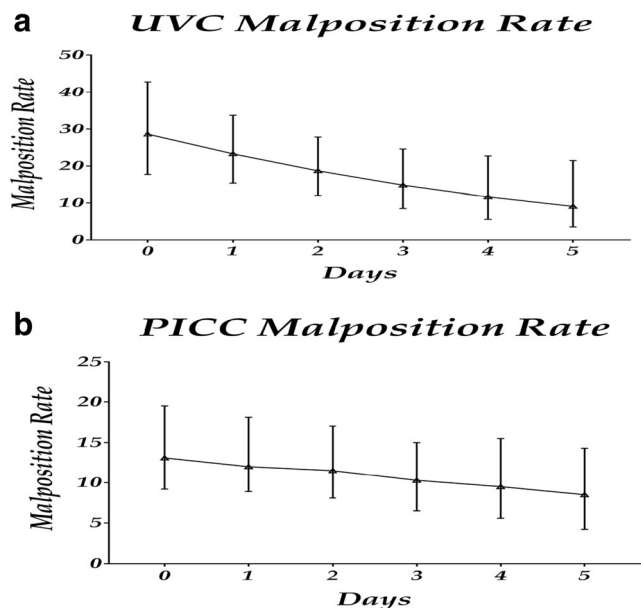 a
UVC Malposition Rate
Malposition Rate
50
40
30
20
10
0
0 1 2 3 4 5
Days
b
PICC Malposition Rate
Malposition Rate
25
20
15
10
5
0
0 1 2 3 4 5
Days